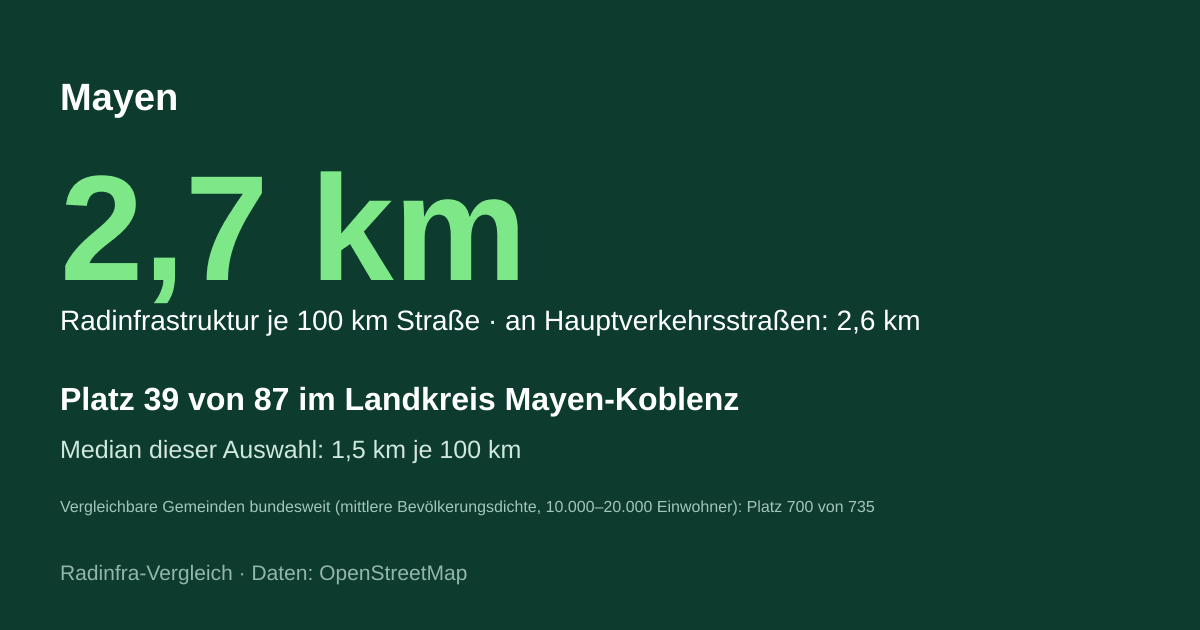 Mayen
2,7 km
Radinfrastruktur je 100 km Straße · an Hauptverkehrsstraßen: 2,6 km
Platz 39 von 87 im Landkreis Mayen-Koblenz
Median dieser Auswahl: 1,5 km je 100 km
Vergleichbare Gemeinden bundesweit (mittlere Bevölkerungsdichte, 10.000–20.000 Einwohner): Platz 700 von 735
Radinfra-Vergleich · Daten: OpenStreetMap